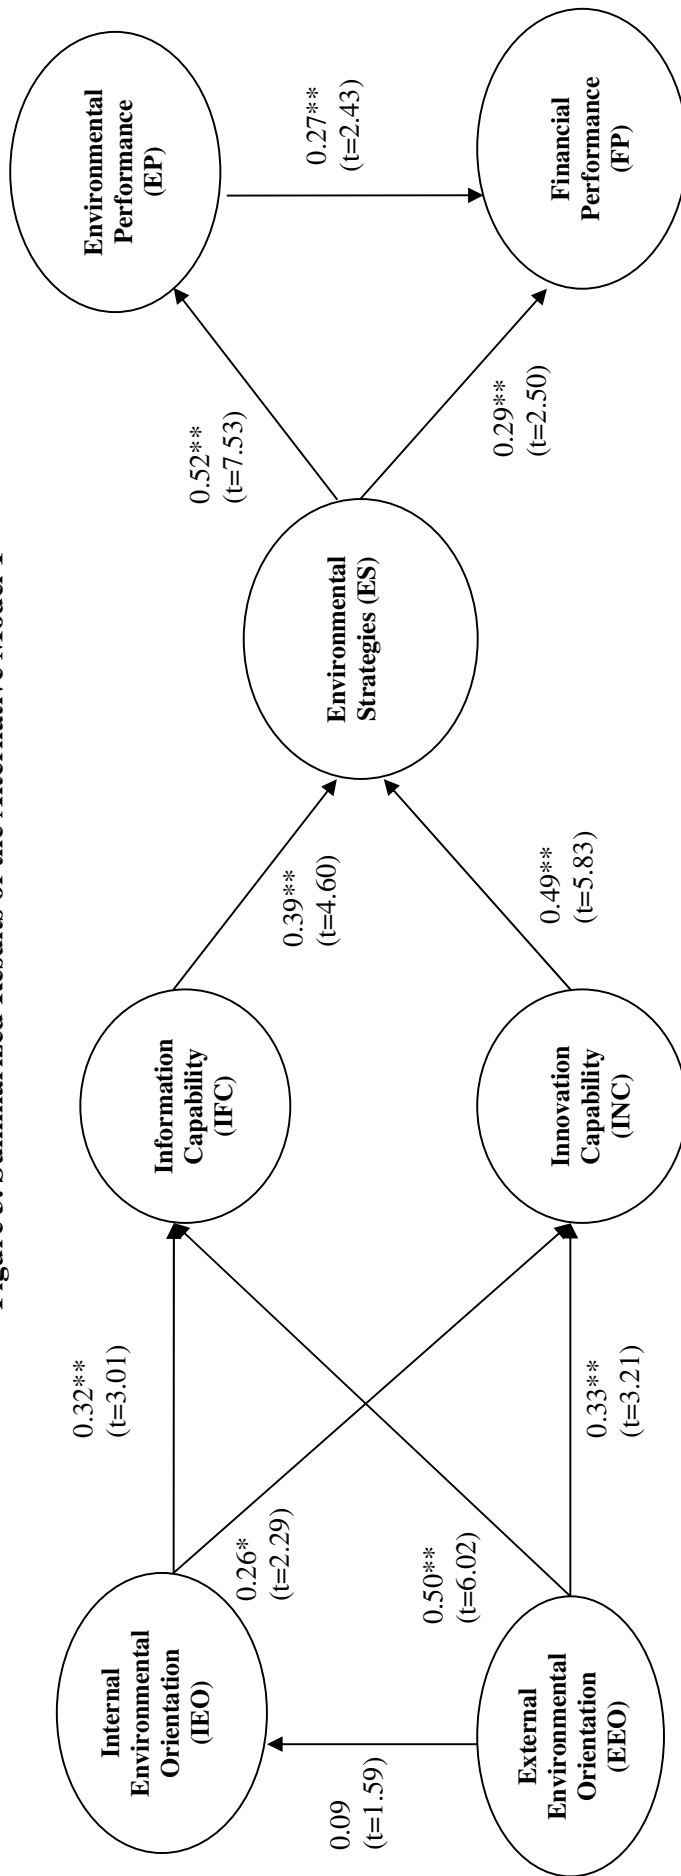 Figure
Summarized Results of the Alternative Model
Internal
Environmental
Orientation
(IEO)
0.32**
(t=3.01)
Information
Capability
(IFC)
0.39**
(t=4.60)
Environmental
Strategies (ES)
0.52**
(t=7.53)
Environmental
Performance
(EP)
0.09
(t=1.59)
0.26*
(t=2.29)
0.50**
(t=6.02)
0.27**
(t=2.43)
External
Environmental
Orientation
(EEO)
0.33**
(t=3.21)
Innovation
Capability
(INC)
0.49**
(t=5.83)
0.29**
(t=2.50)
Financial
Performance
(FP)